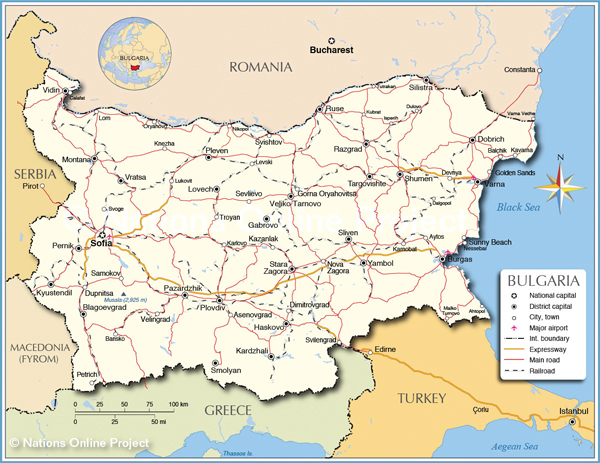 BULGARIA
Bucharest
ROMANIA
Constanta
Vidin
Calafat
Silistra
Tutrakan
Ruse
Lom
Oryahovo
Nikopol
Kubrat
Isperih
Dulovo
Vama Veche
Svishtov
Dobrich
Knezha
Pleven
Razgrad
Balchik
Kavarna
Montana
Levski
SERBIA
Vratsa
Lukovit
Shumen
Devnya
Golden Sands
Pirot
Lovech
Sevlievo
Gorna Oryahovitsa
Targovishte
Varna
Veliko Tarnovo
Dalgopol
Svoge
Troyan
Gabrovo
Black Sea
N
Sofia
Karlovo
Kazanlak
Sliven
Karnobat
Aytos
Sunny Beach
Nessebar
Pernik
Burgas
Samokov
Stara
Zagora
Nova
Zagora
Yambol
Kyustendil
Dupnitsa
Musala (2,925 m)
Pazardzhik
BULGARIA
Blagoevgrad
Plovdiv
Dimitrovgrad
Malko
Turnovo
Ahtopol
Velingrad
Asenovgrad
Haskovo
Bansko
Svilengrad
Edirne
MACEDONIA
(FYROM)
Kardzhali
Petrich
Smolyan
National capital
District capital
City, town
Major airport
Int. boundary
Expressway
Main road
Railroad
0 25 50 75 100 km
0 25 50 mi
GREECE
TURKEY
Çorlu
Istanbul
© Nations Online Project
Thassos Is.
Aegean Sea